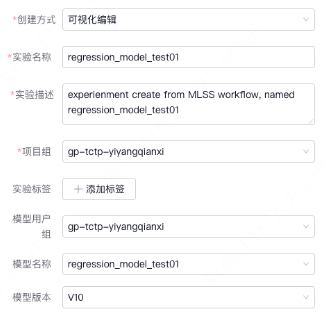 *创建方式 可视化编辑
*实验名称 regression_model_test01
*实验描述 experienment create from MLSS workflow, named
regression_model_test01
*项目组 gp-tctp-yiyangqianxi
实验标签 + 添加标签
模型用户
组 gp-tctp-yiyangqianxi
模型名称 regression_model_test01
模型版本 V10